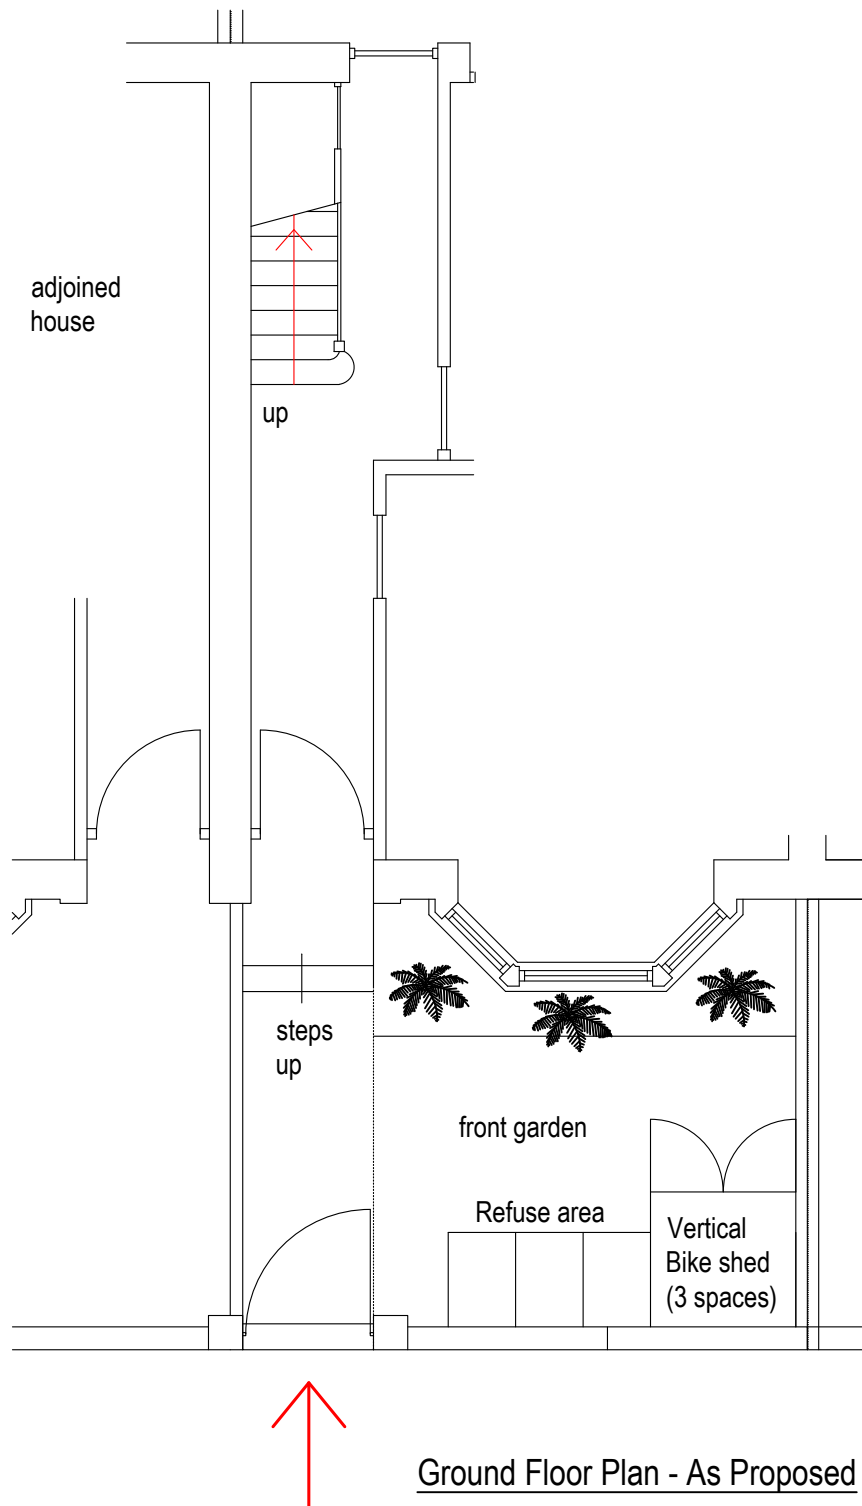 adjoined
house
up
steps
up
front garden
Refuse area
Vertical
Bike shed
(3 spaces)
Ground Floor Plan - As Proposed